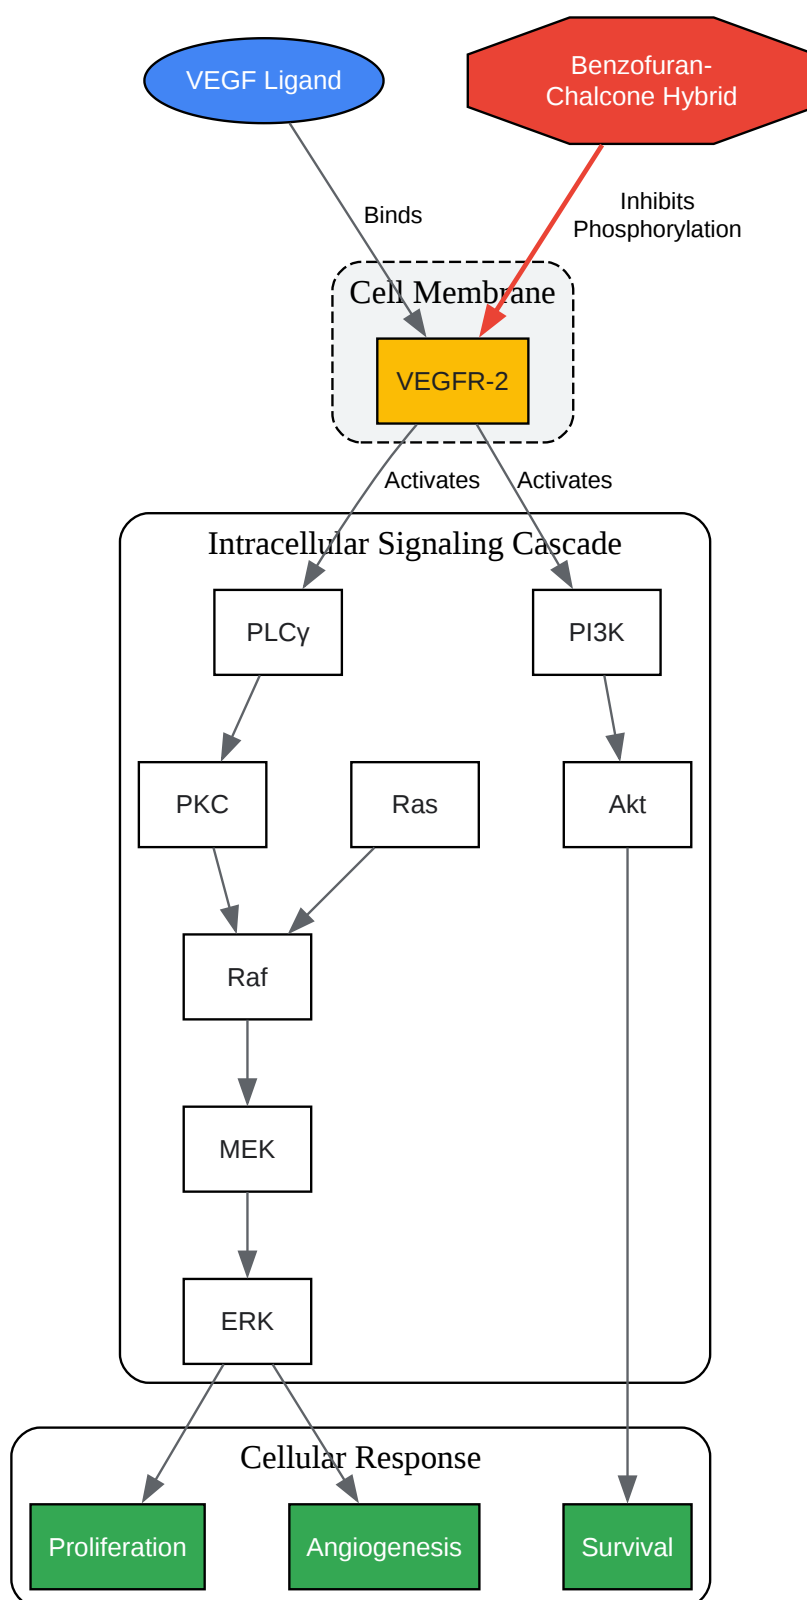 VEGF Ligand
Benzofuran-
Chalcone Hybrid
Binds
Inhibits
Phosphorylation
Cell Membrane
VEGFR-2
Activates
Activates
Intracellular Signaling Cascade
PLCγ
PI3K
PKC
Ras
Akt
Raf
MEK
ERK
Cellular Response
Proliferation
Angiogenesis
Survival